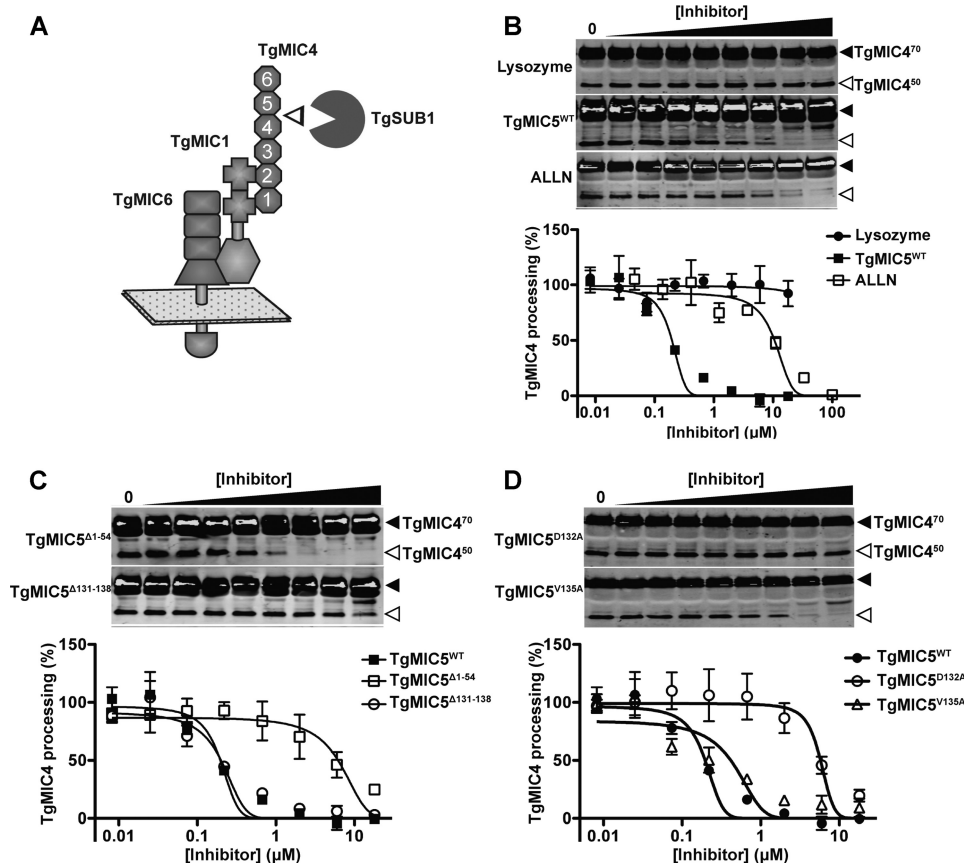 A
TgMIC4
6
5
4
3
2
1
TgSUB1
TgMIC1
TgMIC6
B
[Inhibitor]
0
Lysozyme
TgMIC4⁷⁰
TgMIC4⁵⁰
TgMIC5ᵂᵀ
ALLN
TgMIC4 processing (%)
150
100
50
0
0.01 0.1 1 10 100
[Inhibitor] (µM)
Lysozyme
TgMIC5ᵂᵀ
ALLN
C
[Inhibitor]
0
TgMIC5^Δ1-54
TgMIC4⁷⁰
TgMIC4⁵⁰
TgMIC5^Δ131-138
TgMIC4 processing (%)
150
100
50
0
0.01 0.1 1 10
[Inhibitor] (µM)
TgMIC5ᵂᵀ
TgMIC5^Δ1-54
TgMIC5^Δ131-138
D
[Inhibitor]
0
TgMIC5^D132A
TgMIC4⁷⁰
TgMIC4⁵⁰
TgMIC5^V135A
TgMIC4 processing (%)
150
100
50
0
0.01 0.1 1 10
[Inhibitor] (µM)
TgMIC5ᵂᵀ
TgMIC5^D132A
TgMIC5^V135A